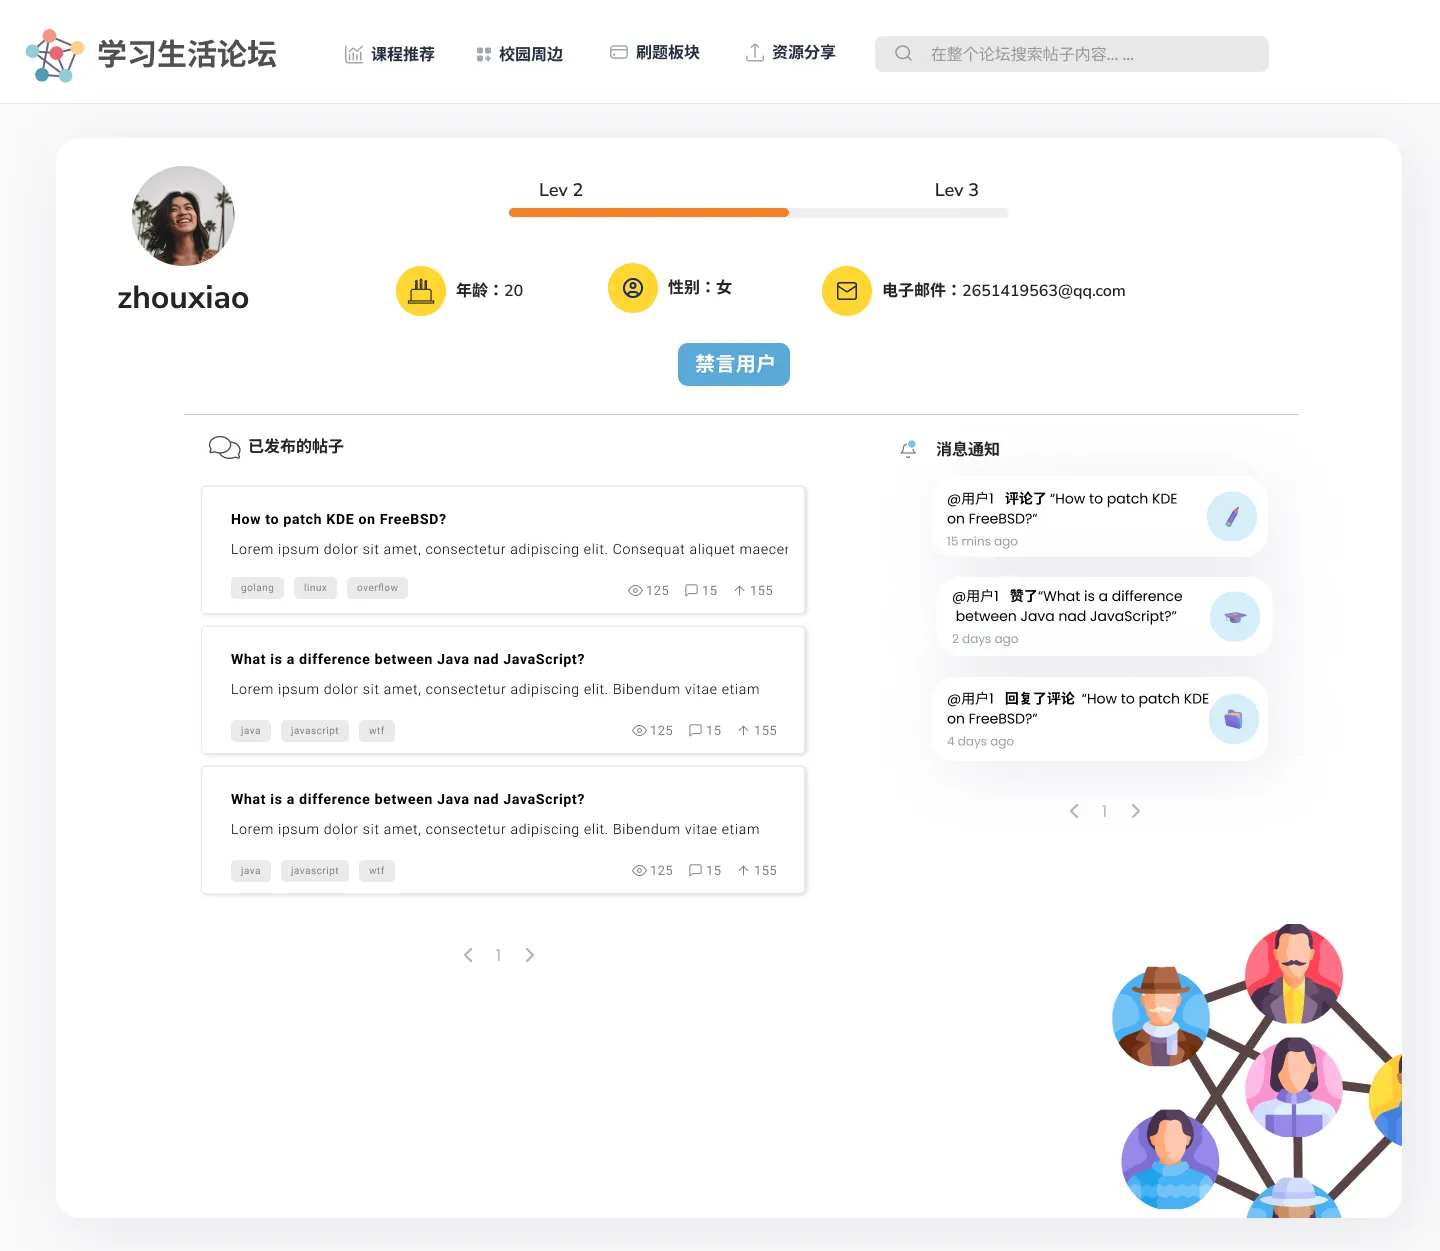 学习生活论坛
课程推荐
校园周边
刷题板块
资源分享
在整个论坛搜索帖子内容... ...
Lev 2
Lev 3
zhouxiao
年龄：20
性别：女
电子邮件：2651419563@qq.com
禁言用户
已发布的帖子
How to patch KDE on FreeBSD?
Lorem ipsum dolor sit amet, consectetur adipiscing elit. Consequat aliquet maecer
golang linux overflow
125 15 155
What is a difference between Java nad JavaScript?
Lorem ipsum dolor sit amet, consectetur adipiscing elit. Bibendum vitae etiam
java javascript wtf
125 15 155
What is a difference between Java nad JavaScript?
Lorem ipsum dolor sit amet, consectetur adipiscing elit. Bibendum vitae etiam
java javascript wtf
125 15 155
1
消息通知
@用户1 评论了 “How to patch KDE
on FreeBSD?”
15 mins ago
@用户1 赞了“What is a difference
between Java nad JavaScript?”
2 days ago
@用户1 回复了评论 “How to patch KDE
on FreeBSD?”
4 days ago
1